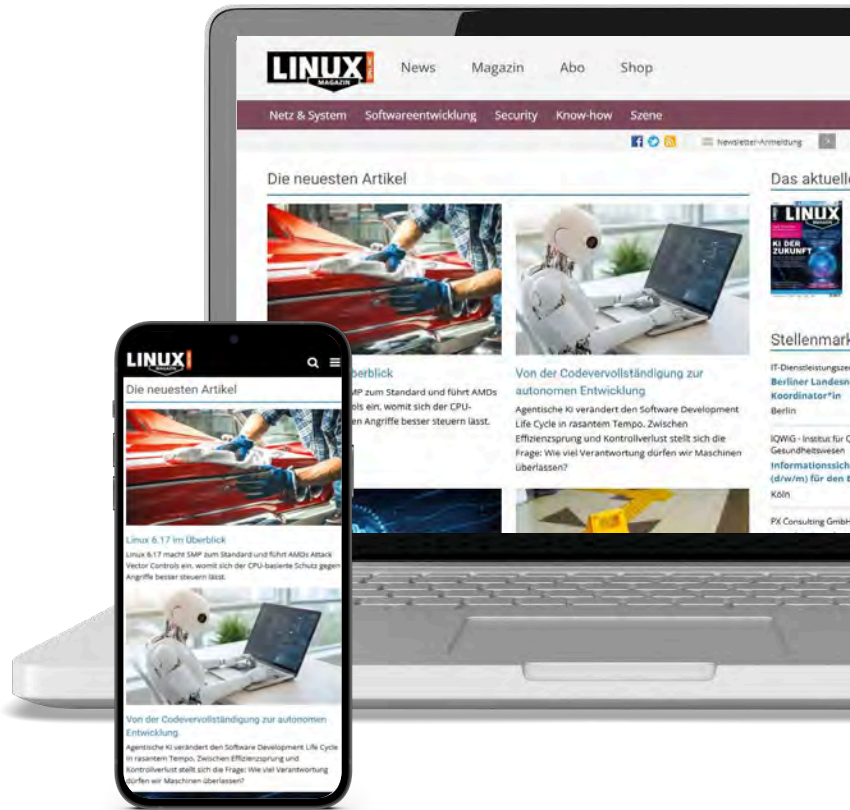 LINUX
MAGAZIN
News Magazin Abo Shop
Netz & System Softwareentwicklung Security Know-how Szene
Newsletter-Anmeldung
Die neuesten Artikel
berblick
MP zum Standard und führt AMDs
ols ein, womit sich der CPU-
en Angriffe besser steuern lässt.
Von der Codevervollständigung zur
autonomen Entwicklung
Agentische KI verändert den Software Development
Life Cycle in rasantem Tempo. Zwischen
Effizienzsprung und Kontrollverlust stellt sich die
Frage: Wie viel Verantwortung dürfen wir Maschinen
überlassen?
Das aktuelle
LINUX
KI DER
ZUKUNFT
Stellenmark
IT-Dienstleistungsze
Berliner Landesn
Koordinator*in
Berlin
IQWiG - Institut für Q
Gesundheitswesen
Informationssich
(d/w/m) für den B
Köln
PX Consulting GmbH
LINUX
MAGAZIN
Die neuesten Artikel
Linux 6.17 im Überblick
Linux 6.17 macht SMP zum Standard und führt AMDs Attack
Vector Controls ein, womit sich der CPU-basierte Schutz gegen
Angriffe besser steuern lässt.
Von der Codevervollständigung zur autonomen
Entwicklung
Agentische KI verändert den Software Development Life Cycle
in rasantem Tempo. Zwischen Effizienzsprung und
Kontrollverlust stellt sich die Frage: Wie viel Verantwortung
dürfen wir Maschinen überlassen?